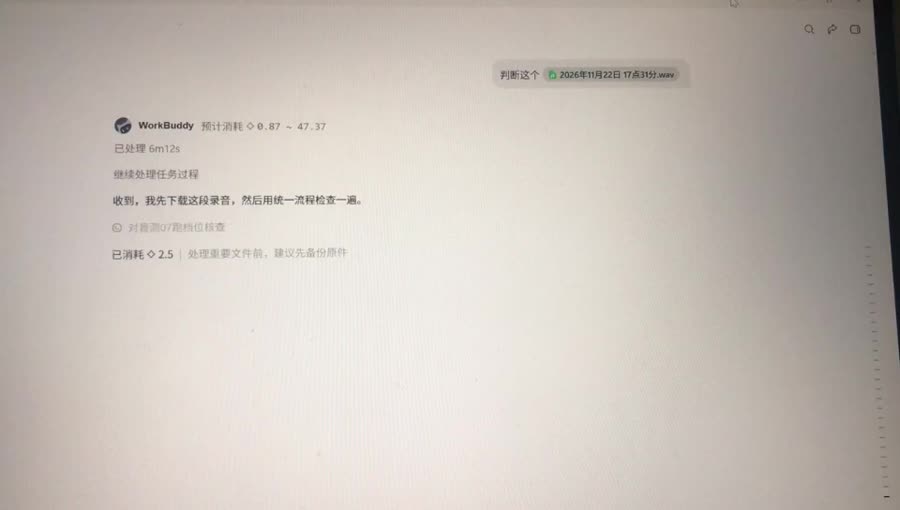 判断这个 2026年11月22日 17点31分.wav
WorkBuddy 预计消耗 0.87 ~ 47.37
已处理 6m12s
继续处理任务过程
收到，我先下载这段录音，然后用统一流程检查一遍。
对音测07跑档位核查
已消耗 2.5 | 处理重要文件前，建议先备份原件